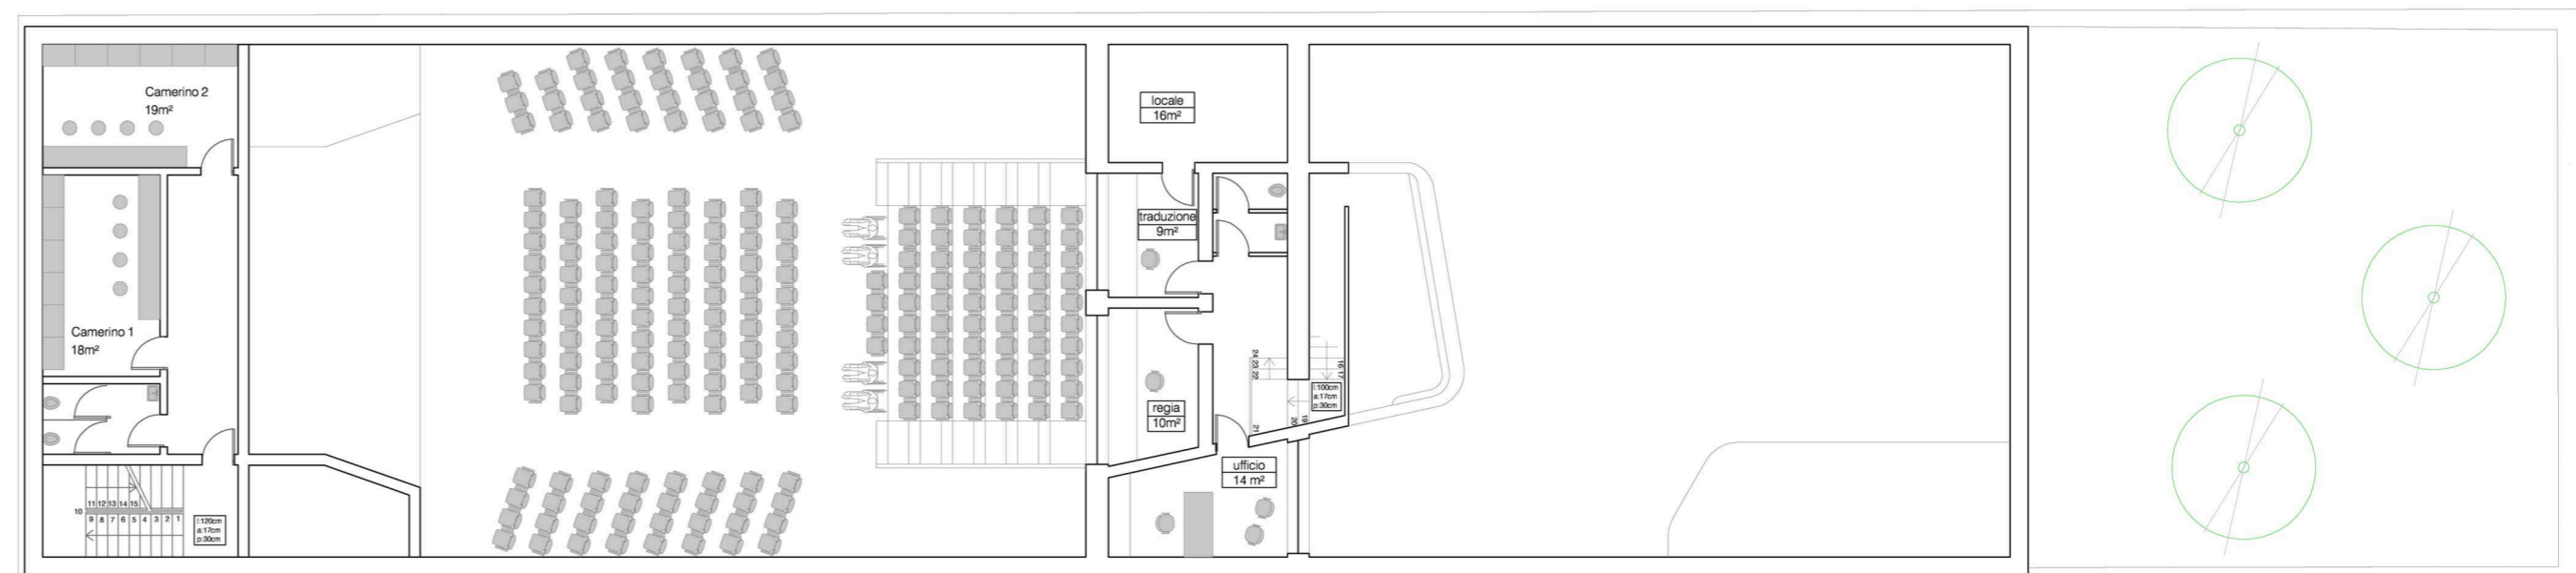 Camerino 2
19m²
Camerino 1
18m²
11 12 13 14 15
10
9 8 7 6 5 4 3 2 1
l:120cm
a:17cm
p:30cm
locale
16m²
traduzione
9m²
regia
10m²
ufficio
14 m²
24 23 22
21
20
19
16 17
l:100cm
a:17cm
p:30cm